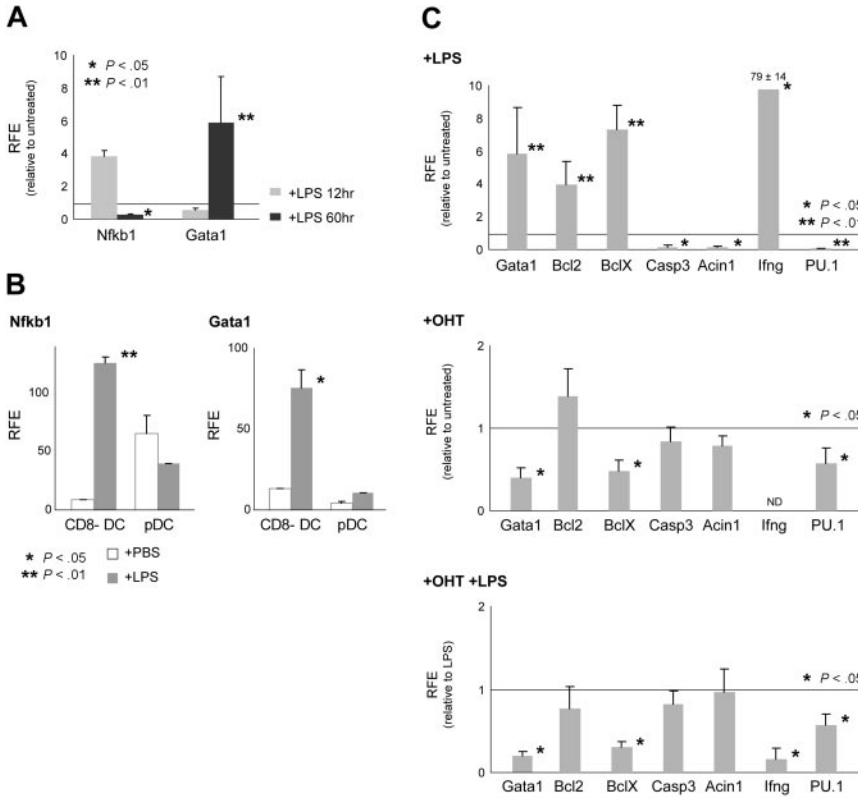 A
RFE
(relative to untreated)
10
8
6
4
2
0
* P < .05
** P < .01
**
*
Nfkb1 Gata1
+LPS 12hr
+LPS 60hr
B
Nfkb1
RFE
100
50
0
**
CD8- DC pDC
Gata1
RFE
100
50
0
*
CD8- DC pDC
* P < .05
** P < .01
+PBS
+LPS
C
+LPS
RFE
(relative to untreated)
10
8
6
4
2
0
79 ± 14
** ** ** * * * **
* P < .05
** P < .01
Gata1 Bcl2 BclX Casp3 Acin1 Ifng PU.1
+OHT
RFE
(relative to untreated)
2
1
0
* P < .05
* * *
ND
Gata1 Bcl2 BclX Casp3 Acin1 Ifng PU.1
+OHT +LPS
RFE
(relative to LPS)
2
1
0
* P < .05
* * * *
Gata1 Bcl2 BclX Casp3 Acin1 Ifng PU.1